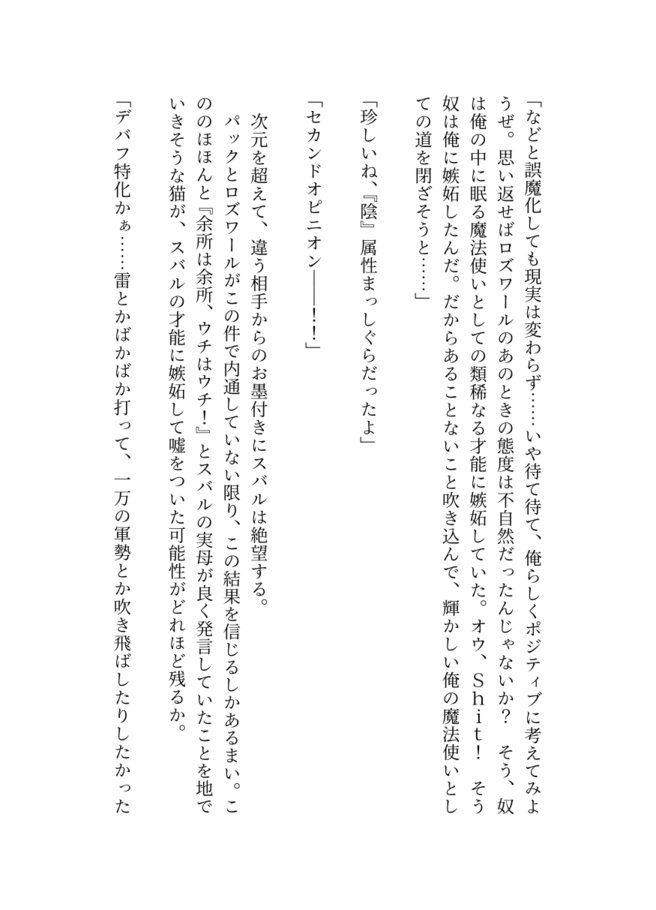 「などと誤魔化しても現実は変わらず……いや待て待て、俺らしくポジティブに考えてみよ
うぜ。思い返せばロズワールのあのときの態度は不自然だったんじゃないか？　そう、奴
は俺の中に眠る魔法使いとしての類稀なる才能に嫉妬していた。オウ、Ｓｈｉｔ！　そう
奴は俺に嫉妬したんだ。だからあることないこと吹き込んで、輝かしい俺の魔法使いとし
ての道を閉ざそうと……」
「珍しいね、『陰』属性まっしぐらだったよ」
「セカンドオピニオン――！！」
　次元を超えて、違う相手からのお墨付きにスバルは絶望する。
　パックとロズワールがこの件で内通していない限り、この結果を信じるしかあるまい。こ
ののほほんと『余所は余所、ウチはウチ！』とスバルの実母が良く発言していたことを地で
いきそうな猫が、スバルの才能に嫉妬して嘘をついた可能性がどれほど残るか。
「デバフ特化かぁ……雷とかばかばか打って、一万の軍勢とか吹き飛ばしたりしたかった